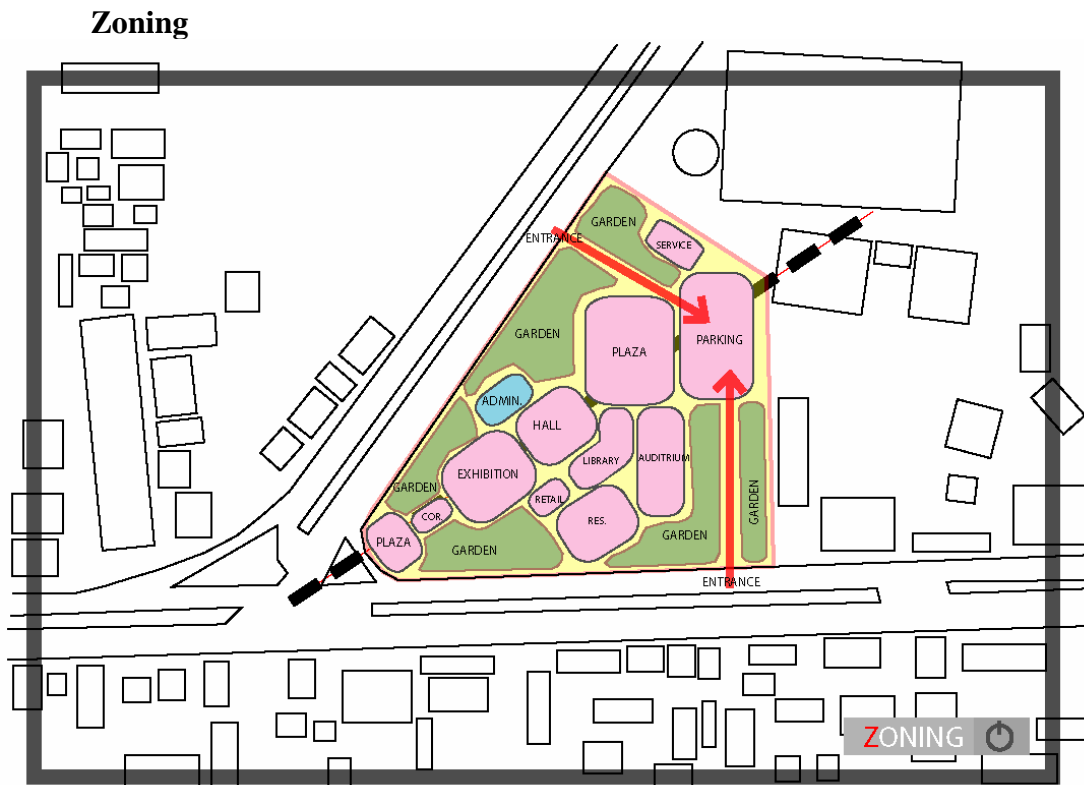 Zoning
GARDEN
ENTRANCE
SERVICE
GARDEN
PARKING
PLAZA
ADMIN.
HALL
LIBRARY
AUDITRIUM
EXHIBITION
GARDEN
RETAIL
GARDEN
COR.
RES.
PLAZA
GARDEN
GARDEN
ENTRANCE
ZONING